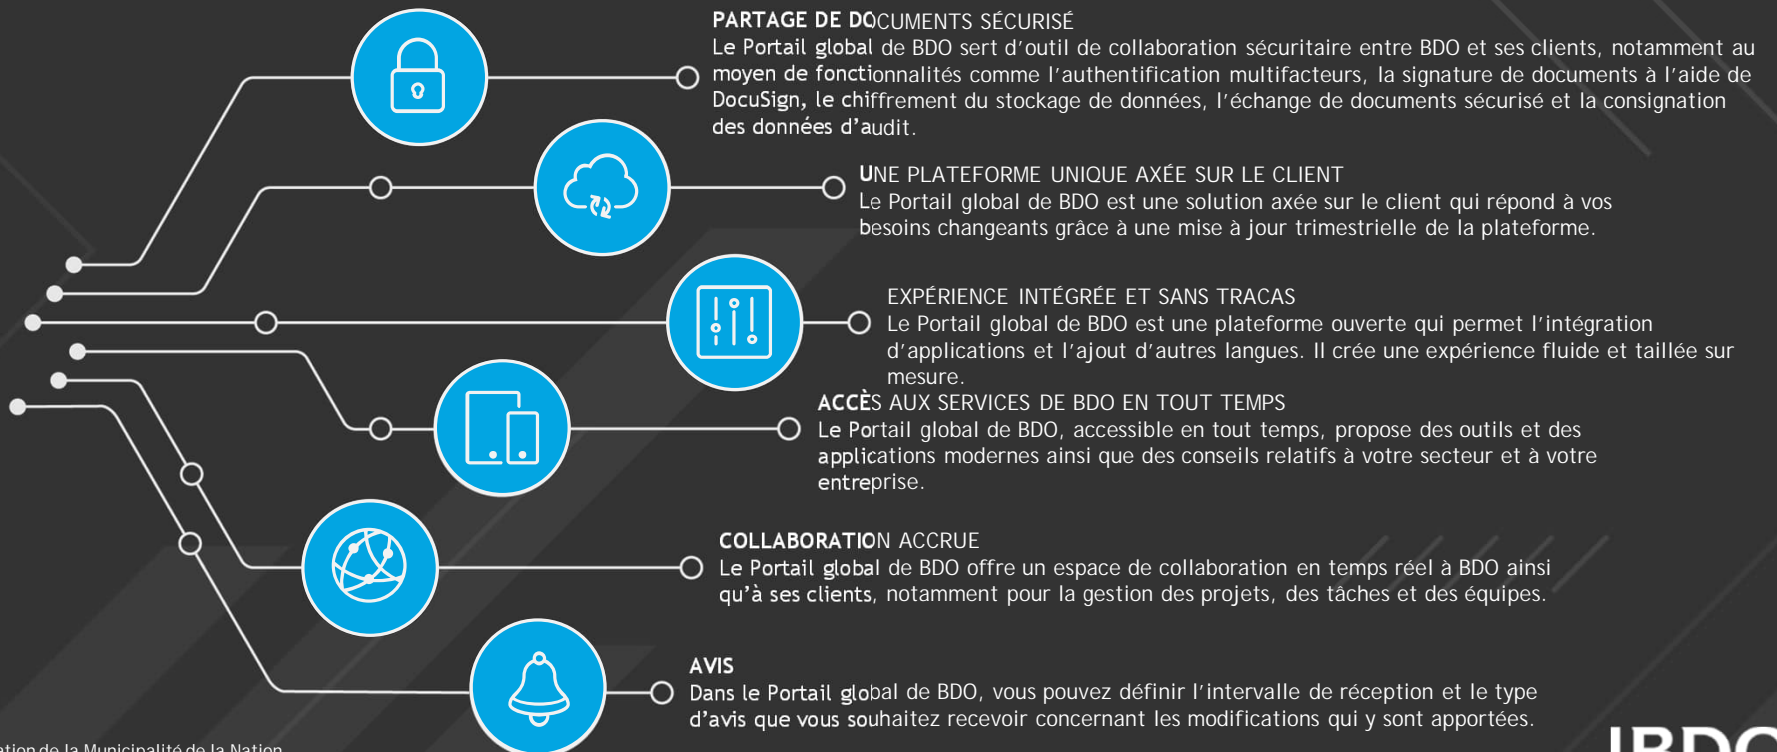 PARTAGE DE DOCUMENTS SÉCURISÉ
Le Portail global de BDO sert d’outil de collaboration sécuritaire entre BDO et ses clients, notamment au
moyen de fonctionnalités comme l’authentification multifacteurs, la signature de documents à l’aide de
DocuSign, le chiffrement du stockage de données, l’échange de documents sécurisé et la consignation
des données d’audit.
UNE PLATEFORME UNIQUE AXÉE SUR LE CLIENT
Le Portail global de BDO est une solution axée sur le client qui répond à vos
besoins changeants grâce à une mise à jour trimestrielle de la plateforme.
EXPÉRIENCE INTÉGRÉE ET SANS TRACAS
Le Portail global de BDO est une plateforme ouverte qui permet l’intégration
d’applications et l’ajout d’autres langues. Il crée une expérience fluide et taillée sur
mesure.
ACCÈS AUX SERVICES DE BDO EN TOUT TEMPS
Le Portail global de BDO, accessible en tout temps, propose des outils et des
applications modernes ainsi que des conseils relatifs à votre secteur et à votre
entreprise.
COLLABORATION ACCRUE
Le Portail global de BDO offre un espace de collaboration en temps réel à BDO ainsi
qu’à ses clients, notamment pour la gestion des projets, des tâches et des équipes.
AVIS
Dans le Portail global de BDO, vous pouvez définir l’intervalle de réception et le type
d’avis que vous souhaitez recevoir concernant les modifications qui y sont apportées.
de la Municipalité de la Nation
BDO